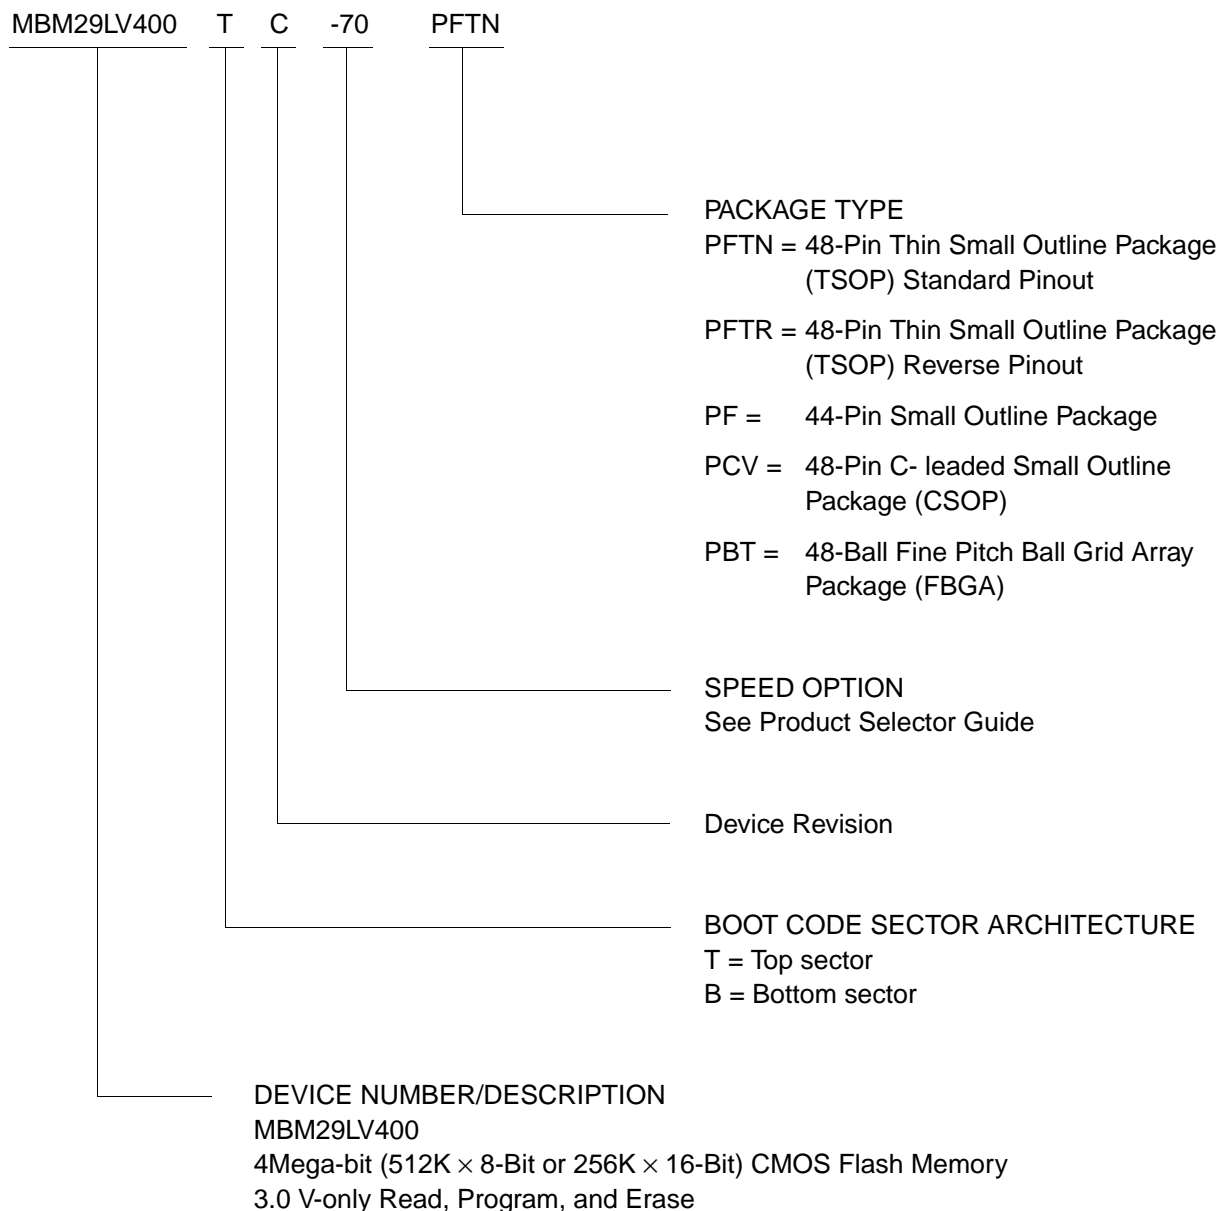 MBM29LV400 T C -70 PFTN
PACKAGE TYPE
PFTN = 48-Pin Thin Small Outline Package
(TSOP) Standard Pinout
PFTR = 48-Pin Thin Small Outline Package
(TSOP) Reverse Pinout
PF = 44-Pin Small Outline Package
PCV = 48-Pin C- leaded Small Outline
Package (CSOP)
PBT = 48-Ball Fine Pitch Ball Grid Array
Package (FBGA)
SPEED OPTION
See Product Selector Guide
Device Revision
BOOT CODE SECTOR ARCHITECTURE
T = Top sector
B = Bottom sector
DEVICE NUMBER/DESCRIPTION
MBM29LV400
4Mega-bit (512K × 8-Bit or 256K × 16-Bit) CMOS Flash Memory
3.0 V-only Read, Program, and Erase